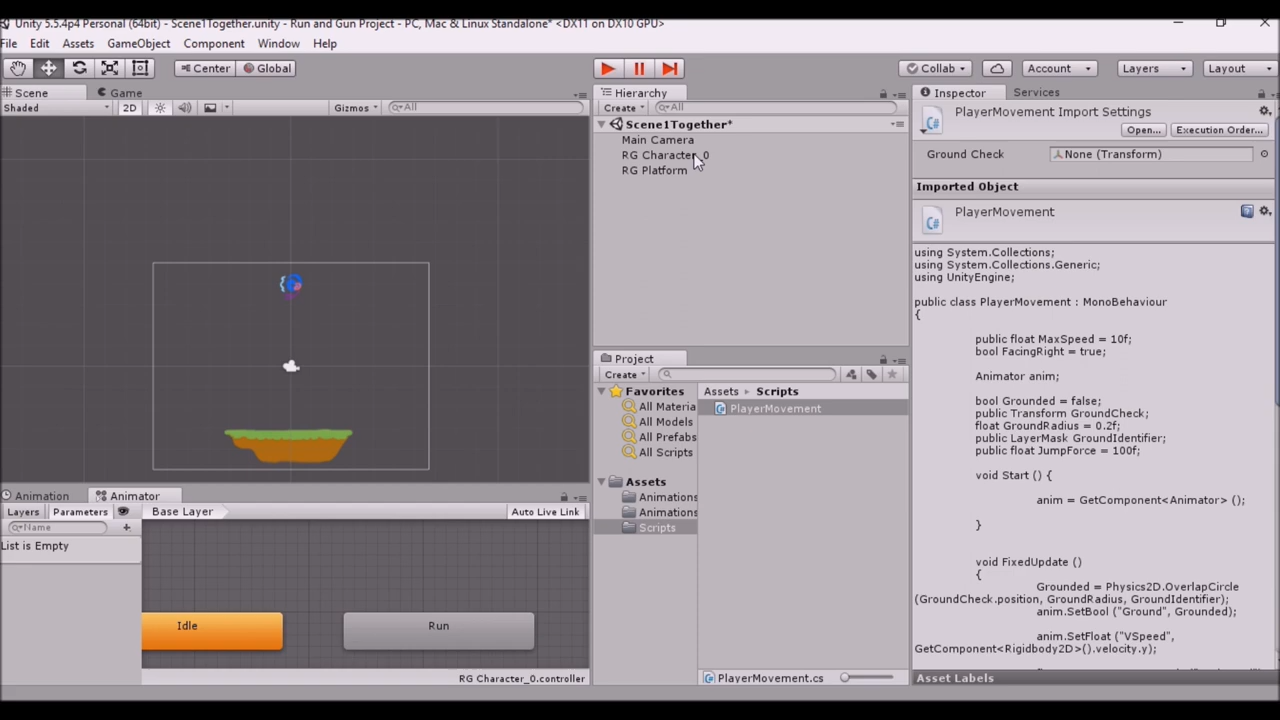 Unity 5.5.4p4 Personal (64bit) - Scene1Together.unity - Run and Gun Project - PC, Mac & Linux Standalone* <DX11 on DX10 GPU>
File Edit Assets GameObject Component Window Help
Center Global Collab Account Layers Layout
Scene Game
Shaded 2D Gizmos All
Hierarchy
Create All
Scene1Together*
Main Camera
RG Character_0
RG Platform
Inspector Services
PlayerMovement Import Settings
Open... Execution Order...
Ground Check None (Transform)
Imported Object
PlayerMovement
using System.Collections;
using System.Collections.Generic;
using UnityEngine;
public class PlayerMovement : MonoBehaviour
{
public float MaxSpeed = 10f;
bool FacingRight = true;
Animator anim;
bool Grounded = false;
public Transform GroundCheck;
float GroundRadius = 0.2f;
public LayerMask GroundIdentifier;
public float JumpForce = 100f;
void Start () {
anim = GetComponent<Animator> ();
}
void FixedUpdate ()
{
Grounded = Physics2D.OverlapCircle
(GroundCheck.position, GroundRadius, GroundIdentifier);
anim.SetBool ("Ground", Grounded);
anim.SetFloat ("VSpeed",
GetComponent<Rigidbody2D>().velocity.y);
Asset Labels
Project
Create
Favorites
All Materia
All Models
All Prefabs
All Scripts
Assets
Animations
Animations
Scripts
Assets Scripts
PlayerMovement
PlayerMovement.cs
Animation Animator
Layers Parameters Base Layer Auto Live Link
Name
List is Empty
Idle Run
RG Character_0.controller